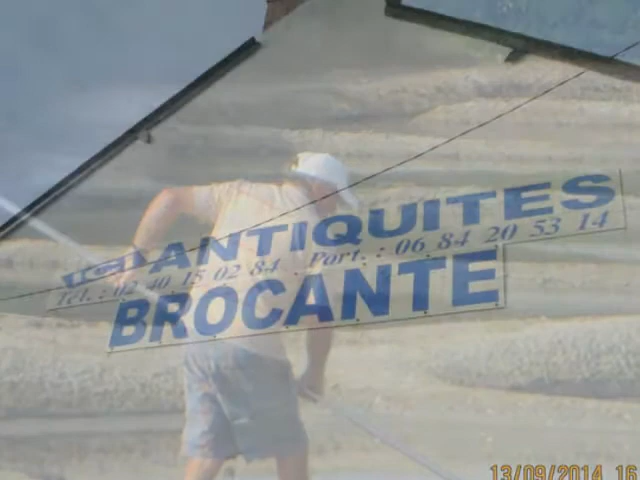 ANTIQUITES
Tél. : 02 40 15 02 84 . Port. : 06 84 20 53 14
BROCANTE
13/09/2014 16